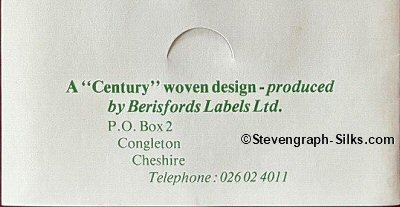 A "Century" woven design - produced
by Berisfords Labels Ltd.
P.O. Box 2
Congleton
©Stevengraph-Silks.com
Cheshire
Telephone: 026 02 4011